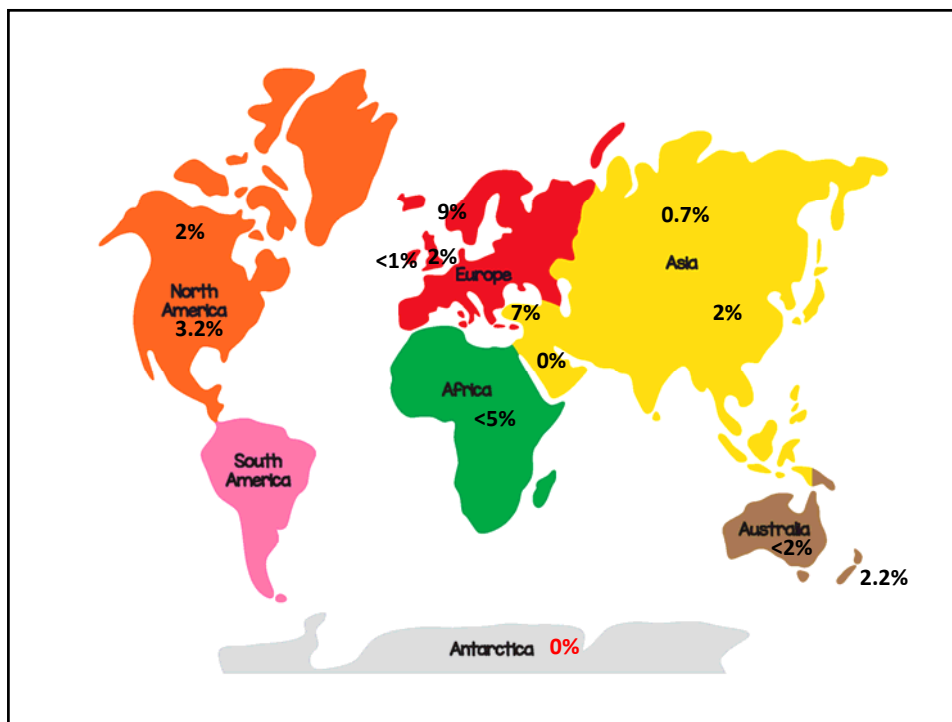 9%
0.7%
2%
<1%
2%
Europe
Asia
North
America
3.2%
7%
2%
0%
Africa
<5%
South
America
Australia
<2%
2.2%
Antarctica 0%